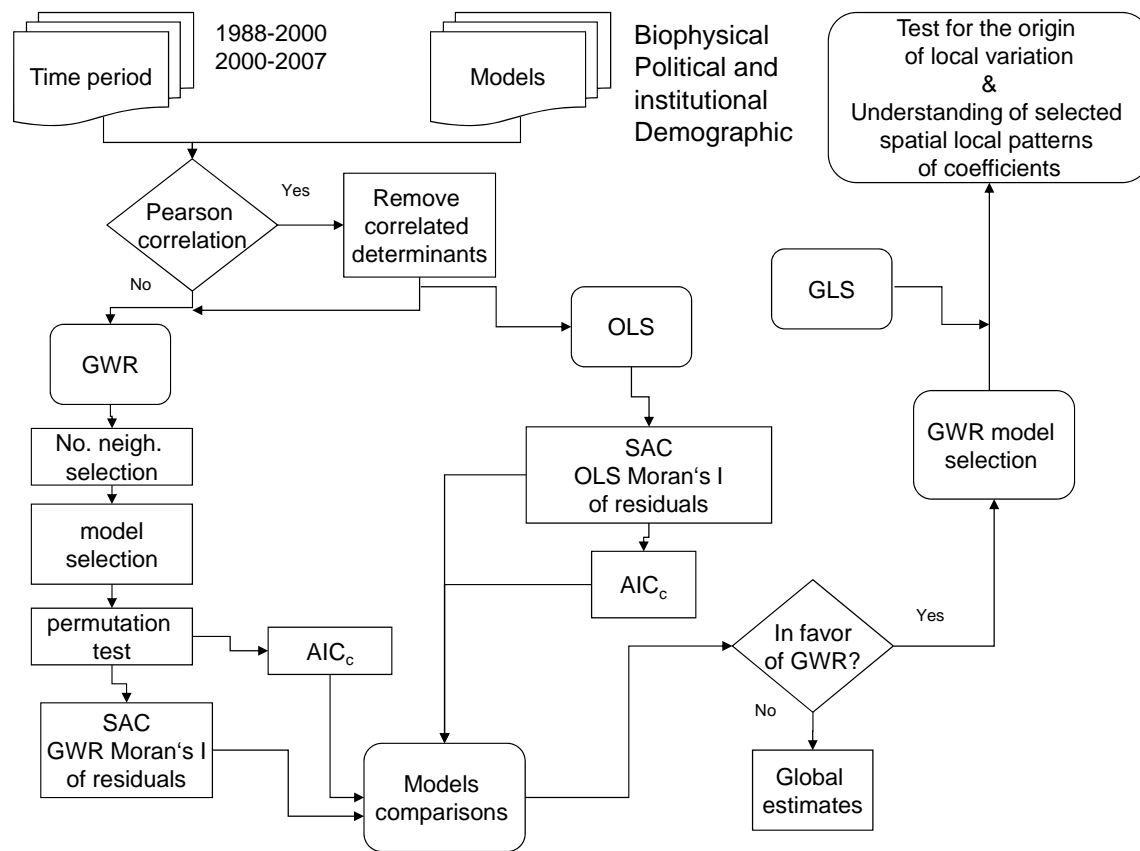 Time period
1988-2000
2000-2007
Models
Biophysical
Political and
institutional
Demographic
Test for the origin
of local variation
&
Understanding of selected
spatial local patterns
of coefficients
Pearson
correlation
Yes
No
Remove
correlated
determinants
GWR
OLS
GLS
No. neigh.
selection
model
selection
permutation
test
AICc
SAC
GWR Moran‘s I
of residuals
SAC
OLS Moran‘s I
of residuals
AICc
Models
comparisons
In favor
of GWR?
Yes
No
Global
estimates
GWR model
selection